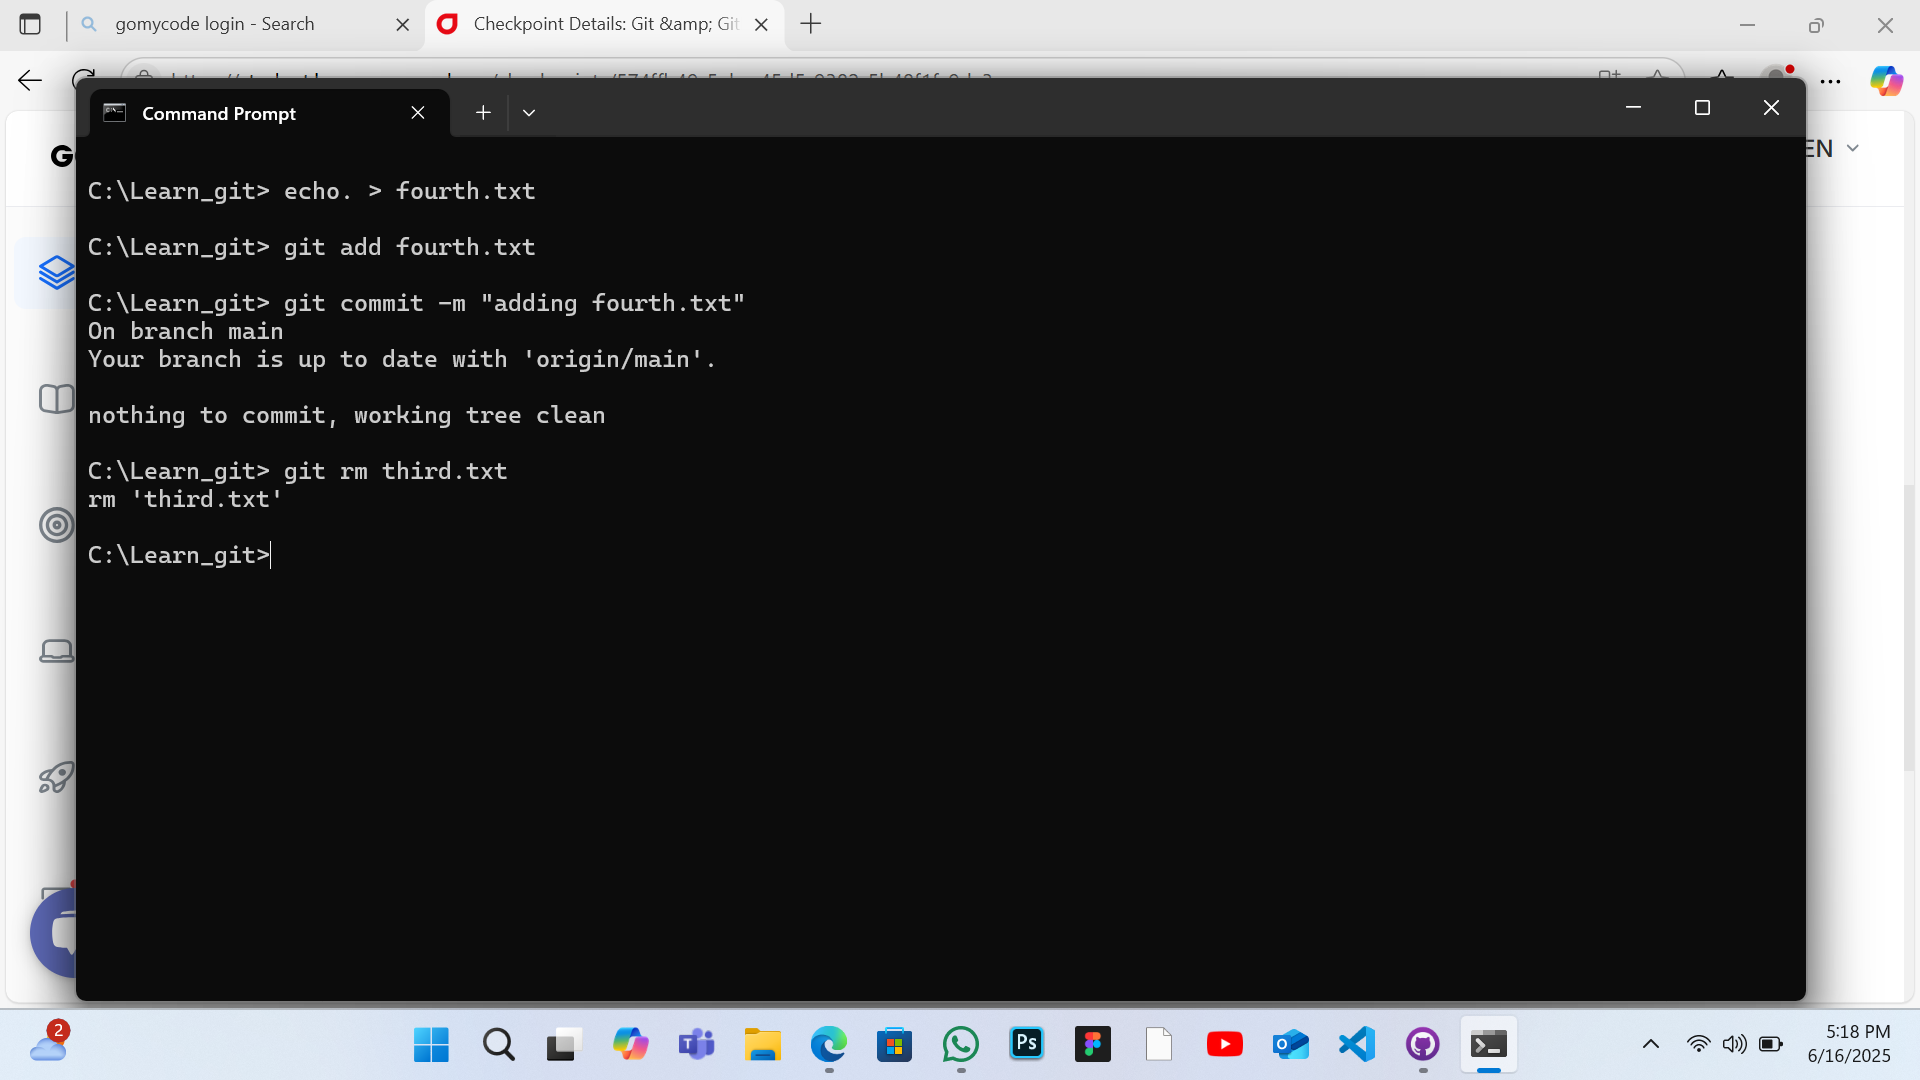 gomycode login - Search
Checkpoint Details: Git &amp; Git
Command Prompt
EN
C:\Learn_git> echo. > fourth.txt
C:\Learn_git> git add fourth.txt
C:\Learn_git> git commit -m "adding fourth.txt"
On branch main
Your branch is up to date with 'origin/main'.
nothing to commit, working tree clean
C:\Learn_git> git rm third.txt
rm 'third.txt'
C:\Learn_git>
2
Ps
5:18 PM
6/16/2025